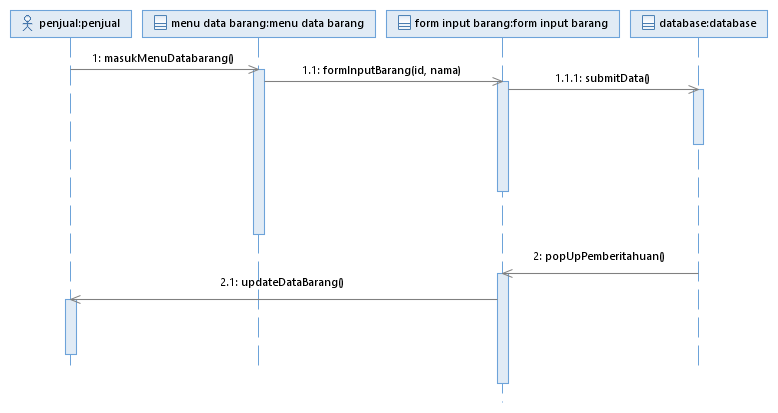 penjual:penjual
menu data barang:menu data barang
form input barang:form input barang
database:database
1: masukMenuDatabarang()
1.1: formInputBarang(id, nama)
1.1.1: submitData()
2: popUpPemberitahuan()
2.1: updateDataBarang()